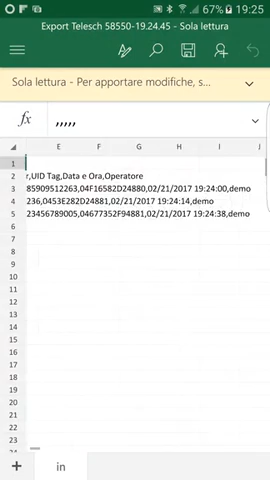 67% 19:25
Export Telesch 58550-19.24.45 - Sola lettura
Sola lettura - Per apportare modifiche, s...
fx ,,,,,
E F G H I J
1
2 r,UID Tag,Data e Ora,Operatore
3 85909512263,04F16582D24880,02/21/2017 19:24:00,demo
4 236,0453E282D24881,02/21/2017 19:24:14,demo
5 23456789005,04677352F94881,02/21/2017 19:24:38,demo
6
7
8
9
10
11
12
13
14
15
16
17
18
19
20
21
22
23
24
+ in